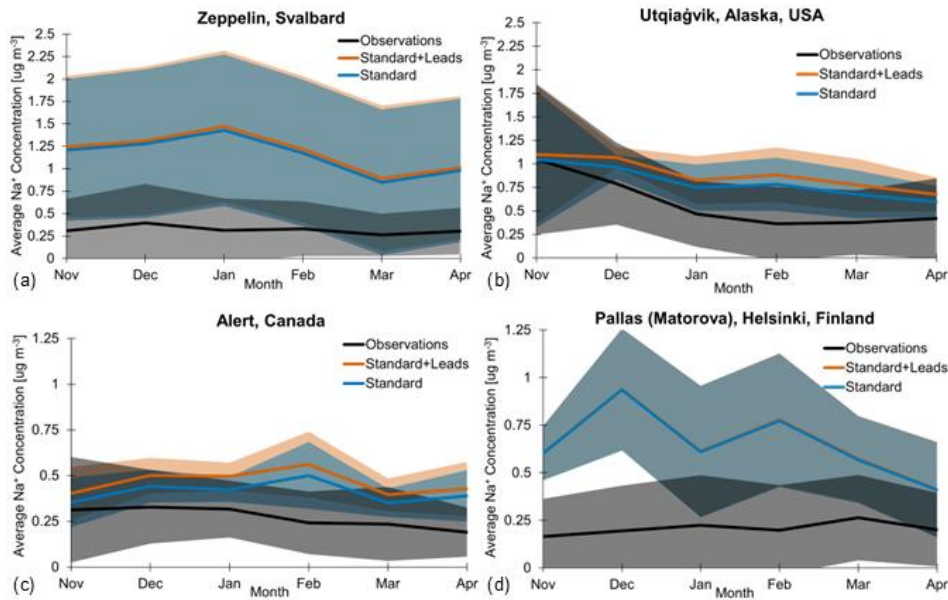 Zeppelin, Svalbard
Average Na⁺ Concentration [ug m⁻³]
2.5
2.25
2
1.75
1.5
1.25
1
0.75
0.5
0.25
0
Observations
Standard+Leads
Standard
Nov Dec Jan Feb Mar Apr
Month
(a)
Utqiaġvik, Alaska, USA
Average Na⁺ Concentration [ug m⁻³]
2.5
2.25
2
1.75
1.5
1.25
1
0.75
0.5
0.25
0
Observations
Standard+Leads
Standard
Nov Dec Jan Feb Mar Apr
Month
(b)
Alert, Canada
Average Na⁺ Concentration [ug m⁻³]
1.25
1
0.75
0.5
0.25
0
Observations
Standard+Leads
Standard
Nov Dec Jan Feb Mar Apr
Month
(c)
Pallas (Matorova), Helsinki, Finland
Average Na⁺ Concentration [ug m⁻³]
1.25
1
0.75
0.5
0.25
0
Observations
Standard+Leads
Standard
Nov Dec Jan Feb Mar Apr
Month
(d)